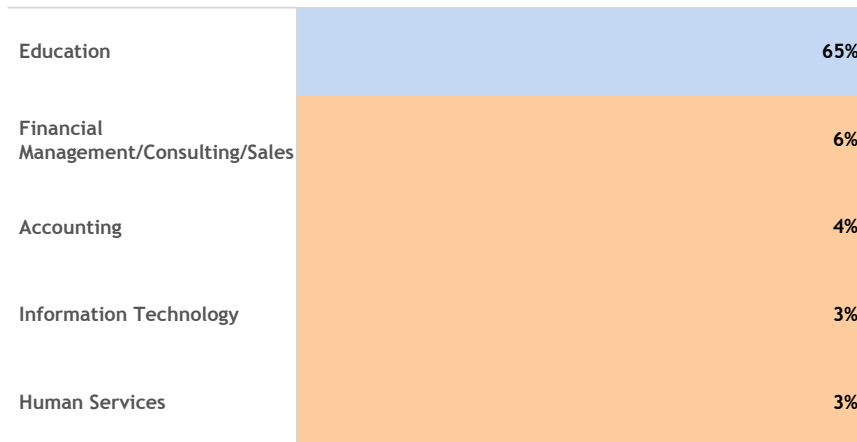 Education 65%
Financial
Management/Consulting/Sales 6%
Accounting 4%
Information Technology 3%
Human Services 3%